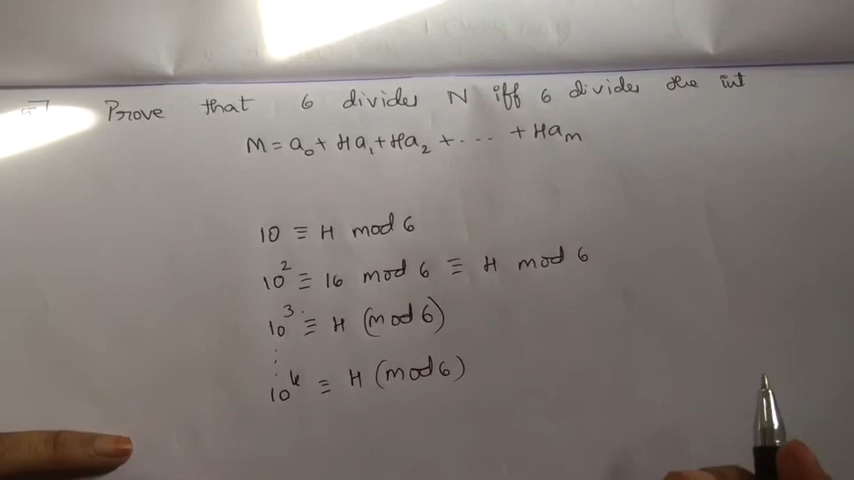 Prove that 6 divides N iff 6 divides the int
M = a₀ + 4a₁ + 4a₂ + .... + 4aₘ
10 ≡ 4 mod 6
10² ≡ 16 mod 6 ≡ 4 mod 6
10³ ≡ 4 (mod 6)
⋮
10ᵏ ≡ 4 (mod 6)